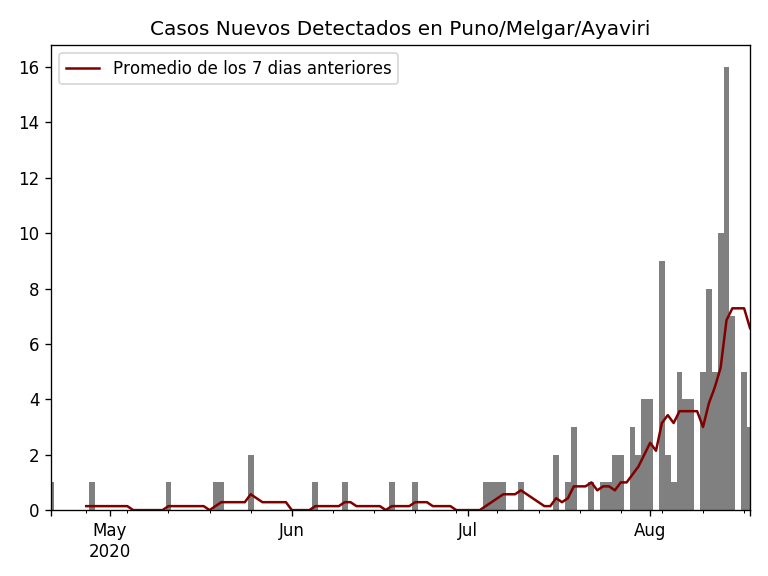 Casos Nuevos Detectados en Puno/Melgar/Ayaviri
Promedio de los 7 dias anteriores
16
14
12
10
8
6
4
2
0
May
2020
Jun
Jul
Aug